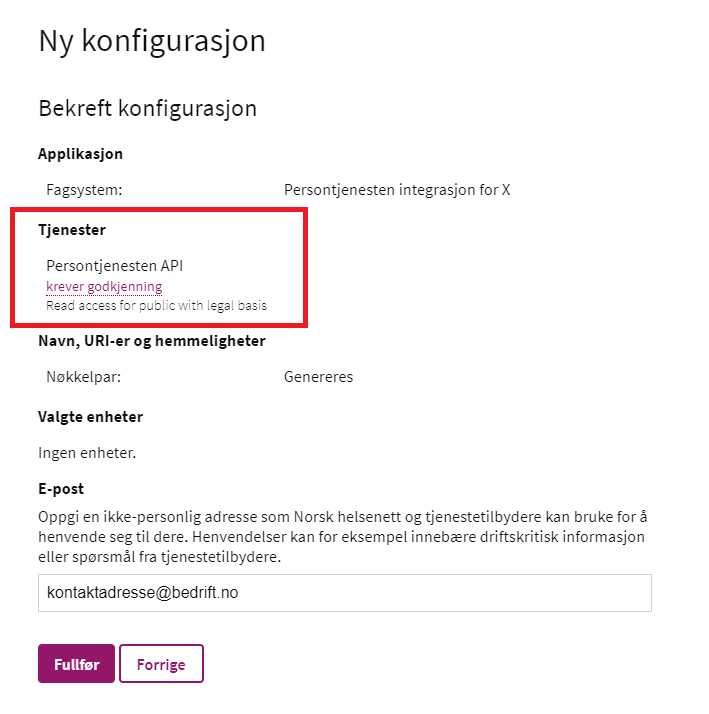 Ny konfigurasjon
Bekreft konfigurasjon
Applikasjon
Fagsystem: Persontjenesten integrasjon for X
Tjenester
Persontjenesten API
krever godkjenning
Read access for public with legal basis
Navn, URI-er og hemmeligheter
Nøkkelpar: Genereres
Valgte enheter
Ingen enheter.
E-post
Oppgi en ikke-personlig adresse som Norsk helsenett og tjenestetilbydere kan bruke for å
henvende seg til dere. Henvendelser kan for eksempel innebære driftskritisk informasjon
eller spørsmål fra tjenestetilbydere.
kontaktadresse@bedrift.no
Fullfør Forrige